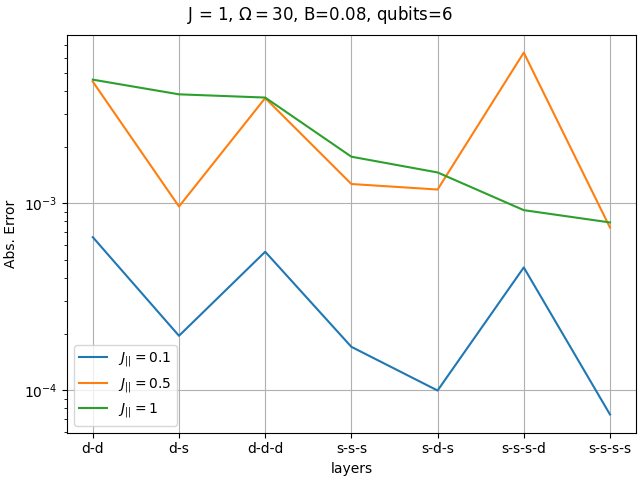 J = 1, Ω = 30, B=0.08, qubits=6
Abs. Error
10⁻³
10⁻⁴
J_{||} = 0.1
J_{||} = 0.5
J_{||} = 1
d-d d-s d-d-d s-s-s s-d-s s-s-s-d s-s-s-s
layers